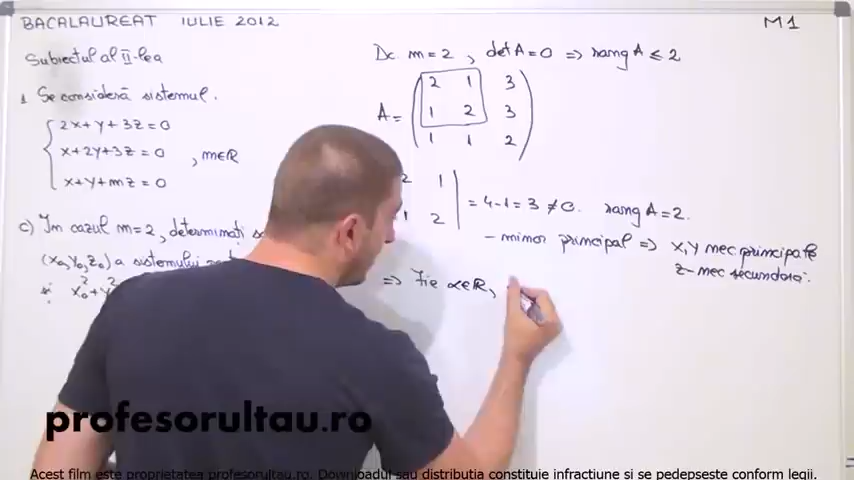 BACALAUREAT IULIE 2012
M1
Subiectul al II-lea
1 Se consideră sistemul.
2x+y+3z=0
x+2y+3z=0 , m∈R
x+y+mz=0
c) În cazul m=2, determinați
(x₀,y₀,z₀) a sistemului
x₀²+y²
Dc m=2, det A=0 => rang A ≤ 2
A= 2 1 3
1 2 3
1 1 2
2 1
1 2 = 4-1=3 ≠0. rang A=2.
- minor principal => x,y nec principale
z- nec secundară.
=> Fie α∈R,
profesorultau.ro
Acest film este proprietatea profesorultau.ro. Downloadul sau distributia constituie infractiune si se pedepseste conform legii.